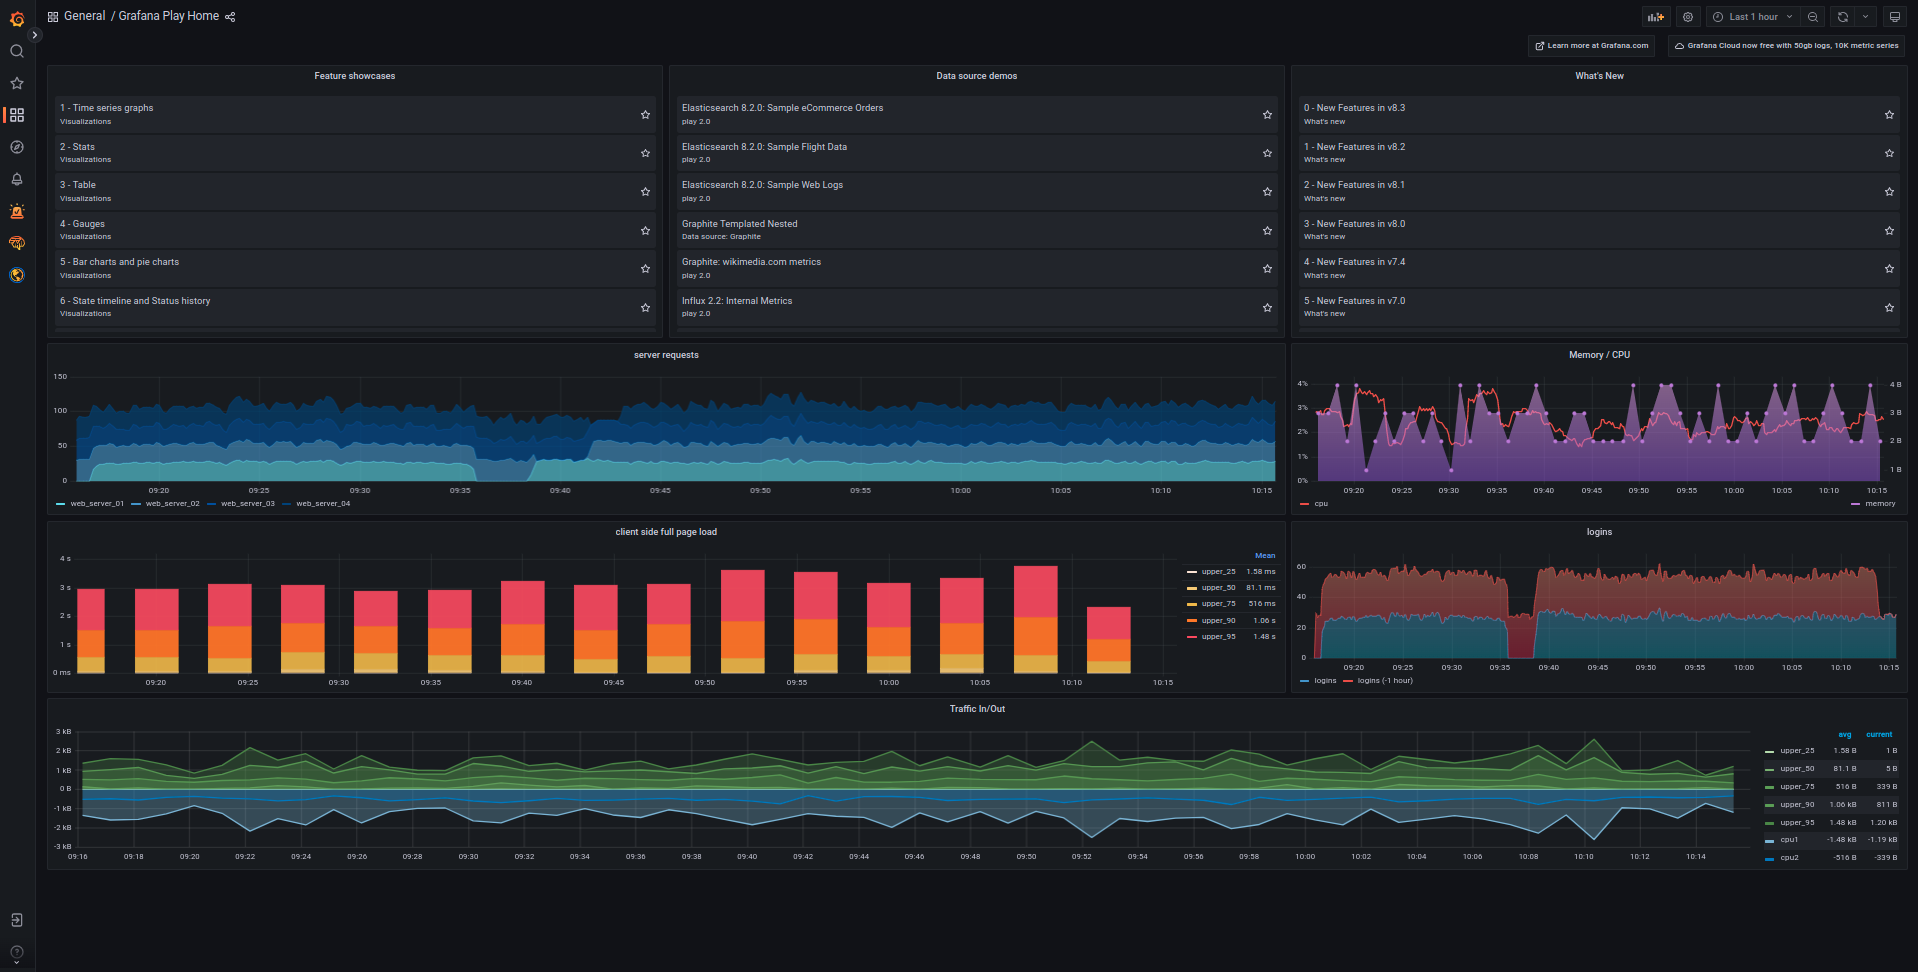 General / Grafana Play Home
Last 1 hour
Learn more at Grafana.com
Grafana Cloud now free with 50gb logs, 10K metric series
Feature showcases
1 - Time series graphs
Visualizations
2 - Stats
Visualizations
3 - Table
Visualizations
4 - Gauges
Visualizations
5 - Bar charts and pie charts
Visualizations
6 - State timeline and Status history
Visualizations
Data source demos
Elasticsearch 8.2.0: Sample eCommerce Orders
play 2.0
Elasticsearch 8.2.0: Sample Flight Data
play 2.0
Elasticsearch 8.2.0: Sample Web Logs
play 2.0
Graphite Templated Nested
Data source: Graphite
Graphite: wikimedia.com metrics
play 2.0
Influx 2.2: Internal Metrics
play 2.0
What's New
0 - New Features in v8.3
What's new
1 - New Features in v8.2
What's new
2 - New Features in v8.1
What's new
3 - New Features in v8.0
What's new
4 - New Features in v7.4
What's new
5 - New Features in v7.0
What's new
server requests
150
100
50
0
09:20 09:25 09:30 09:35 09:40 09:45 09:50 09:55 10:00 10:05 10:10 10:15
web_server_01 web_server_02 web_server_03 web_server_04
Memory / CPU
4% 4 B
3% 3 B
2% 2 B
1% 1 B
0%
09:20 09:25 09:30 09:35 09:40 09:45 09:50 09:55 10:00 10:05 10:10 10:15
cpu memory
client side full page load
4 s
3 s
2 s
1 s
0 ms
09:20 09:25 09:30 09:35 09:40 09:45 09:50 09:55 10:00 10:05 10:10 10:15
Mean
upper_25 1.58 ms
upper_50 81.1 ms
upper_75 516 ms
upper_90 1.06 s
upper_95 1.48 s
logins
60
40
20
0
09:20 09:25 09:30 09:35 09:40 09:45 09:50 09:55 10:00 10:05 10:10 10:15
logins logins (-1 hour)
Traffic In/Out
3 kB
2 kB
1 kB
0 B
-1 kB
-2 kB
-3 kB
09:16 09:18 09:20 09:22 09:24 09:26 09:28 09:30 09:32 09:34 09:36 09:38 09:40 09:42 09:44 09:46 09:48 09:50 09:52 09:54 09:56 09:58 10:00 10:02 10:04 10:06 10:08 10:10 10:12 10:14
avg current
upper_25 1.58 B 1 B
upper_50 81.1 B 5 B
upper_75 516 B 339 B
upper_90 1.06 kB 811 B
upper_95 1.48 kB 1.20 kB
cpu1 -1.48 kB -1.19 kB
cpu2 -516 B -339 B